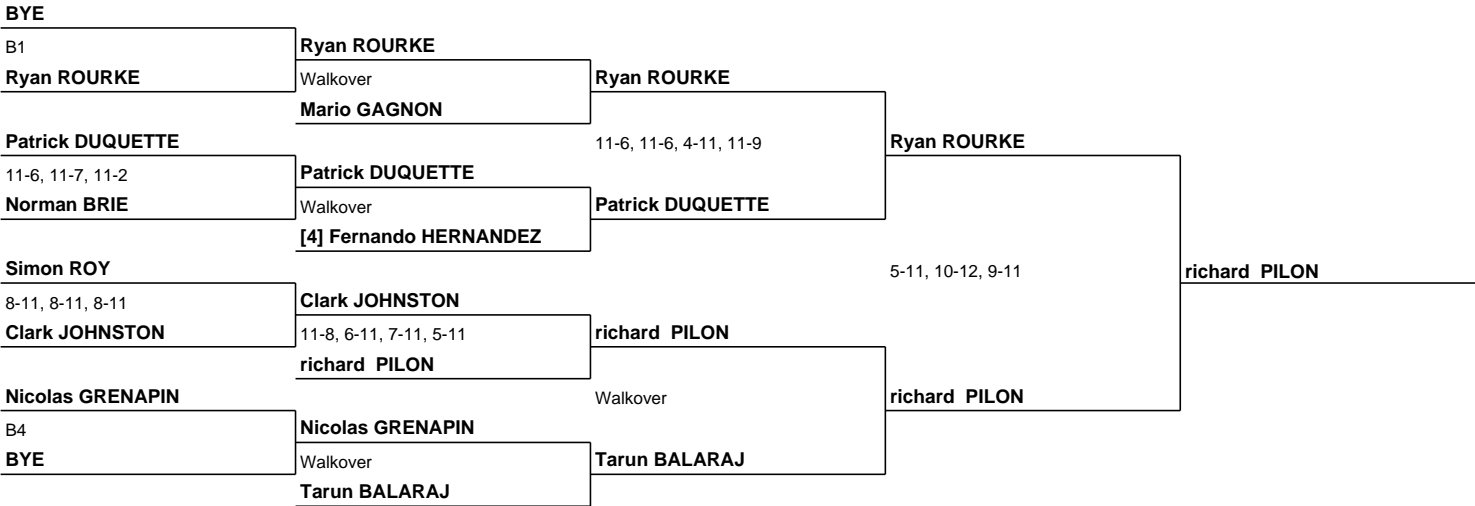 BYE
B1
Ryan ROURKE
Ryan ROURKE
Walkover
Ryan ROURKE
Mario GAGNON
Patrick DUQUETTE
11-6, 11-6, 4-11, 11-9
Ryan ROURKE
11-6, 11-7, 11-2
Patrick DUQUETTE
Norman BRIE
Walkover
Patrick DUQUETTE
[4] Fernando HERNANDEZ
Simon ROY
5-11, 10-12, 9-11
richard PILON
8-11, 8-11, 8-11
Clark JOHNSTON
Clark JOHNSTON
11-8, 6-11, 7-11, 5-11
richard PILON
richard PILON
Nicolas GRENAPIN
Walkover
richard PILON
B4
Nicolas GRENAPIN
BYE
Walkover
Tarun BALARAJ
Tarun BALARAJ